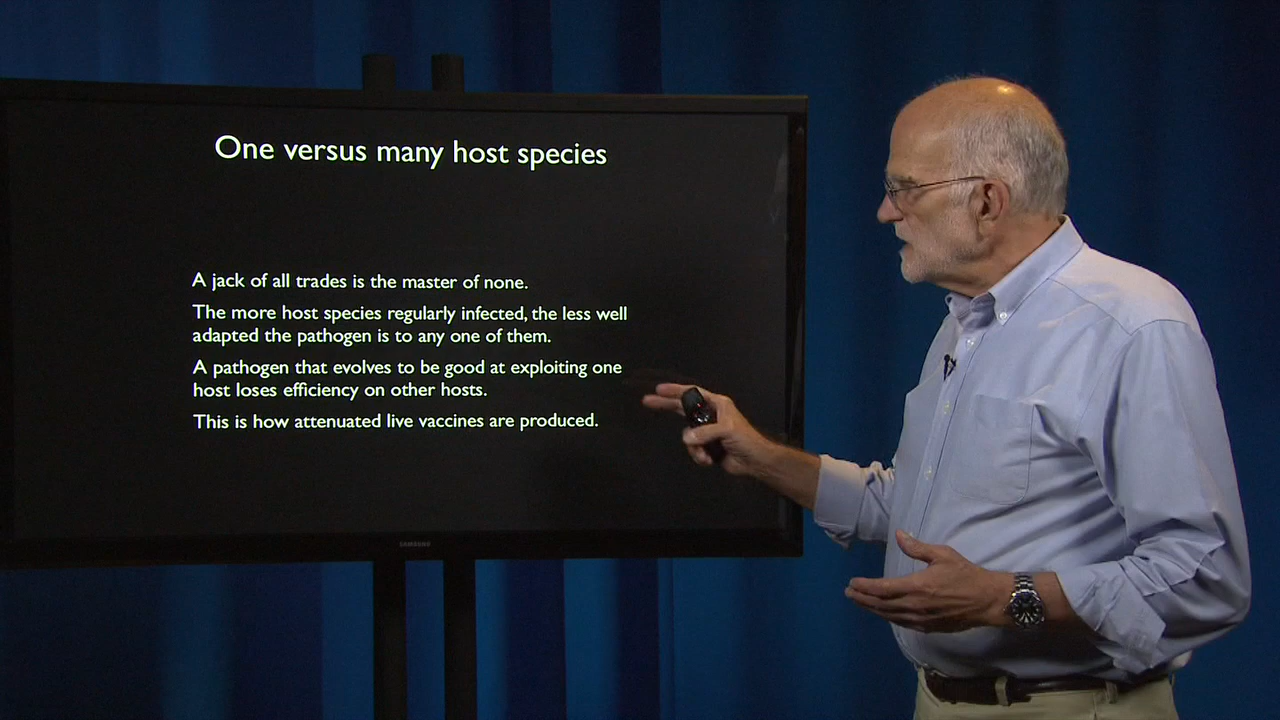 One versus many host species
A jack of all trades is the master of none.
The more host species regularly infected, the less well
adapted the pathogen is to any one of them.
A pathogen that evolves to be good at exploiting one
host loses efficiency on other hosts.
This is how attenuated live vaccines are produced.
SAMSUNG